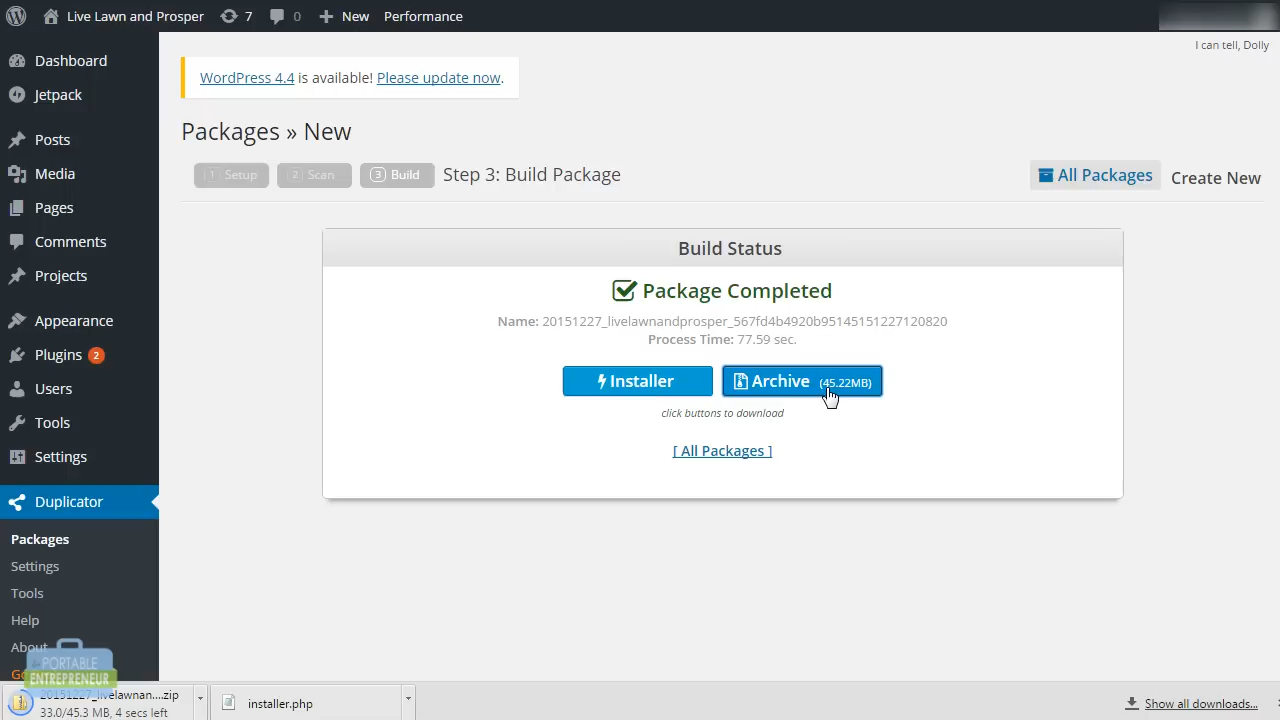 Live Lawn and Prosper 7 0 New Performance
I can tell, Dolly
Dashboard
Jetpack
Posts
Media
Pages
Comments
Projects
Appearance
Plugins 2
Users
Tools
Settings
Duplicator
Packages
Settings
Tools
Help
About
WordPress 4.4 is available! Please update now.
Packages » New
1 Setup 2 Scan 3 Build Step 3: Build Package
All Packages Create New
Build Status
Package Completed
Name: 20151227_livelawnandprosper_567fd4b4920b95145151227120820
Process Time: 77.59 sec.
Installer Archive (45.22MB)
click buttons to download
[ All Packages ]
PORTABLE
ENTREPRENEUR
20151227_livelawnan....zip
33.0/45.3 MB, 4 secs left
installer.php
Show all downloads...